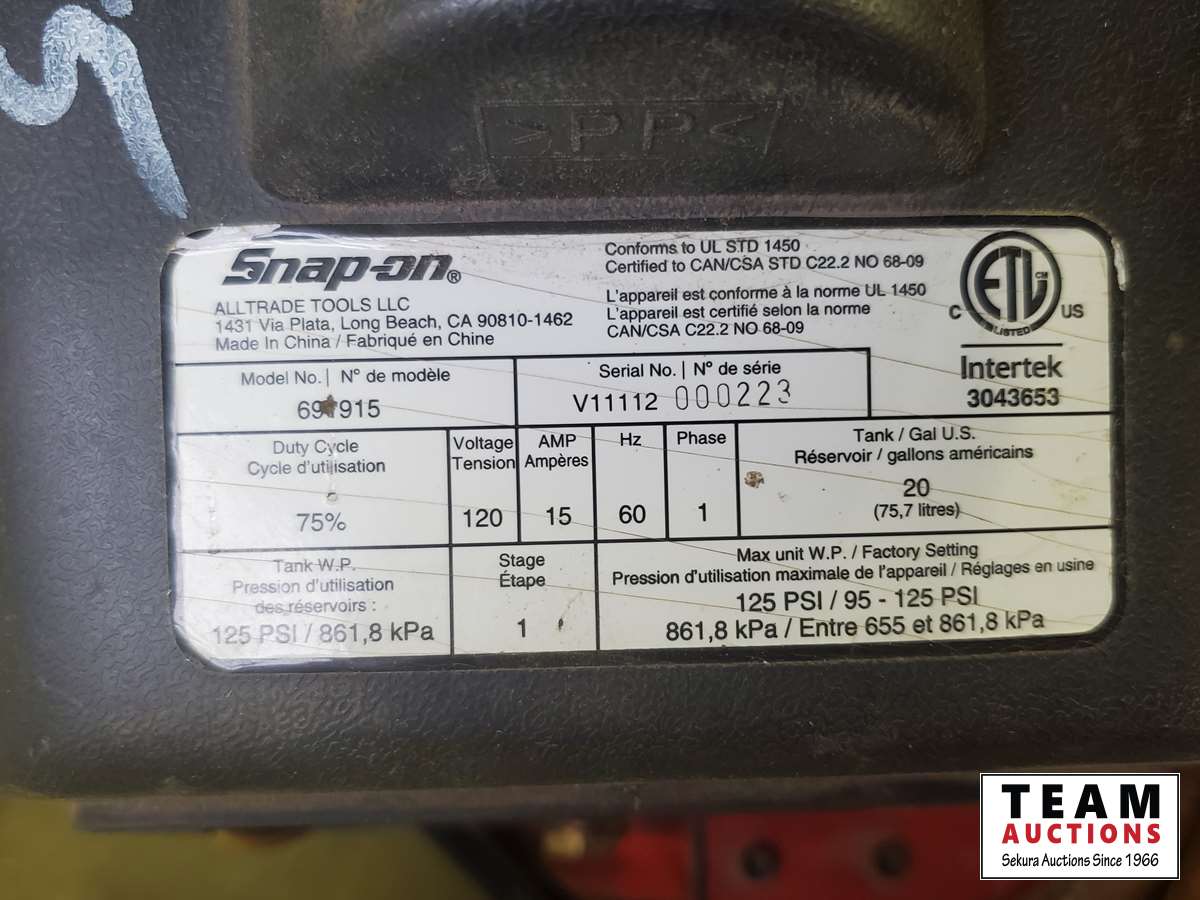 >PP<
Snap-on®
ALLTRADE TOOLS LLC
1431 Via Plata, Long Beach, CA 90810-1462
Made In China / Fabriqué en Chine
Conforms to UL STD 1450
Certified to CAN/CSA STD C22.2 NO 68-09
L'appareil est conforme à la norme UL 1450
L'appareil est certifié selon la norme
CAN/CSA C22.2 NO 68-09
ETL CM
LISTED
C US
Intertek
3043653
Model No. | Nº de modèle
Serial No. | Nº de série
V11112 000223
Duty Cycle
Cycle d'utilisation
75%
Voltage
Tension
120
AMP
Ampères
15
Hz
60
Phase
1
Tank / Gal U.S.
Réservoir / gallons américains
20
(75,7 litres)
Tank W.P.
Pression d'utilisation
des réservoirs :
125 PSI / 861,8 kPa
Stage
Étape
1
Max unit W.P. / Factory Setting
Pression d'utilisation maximale de l'appareil / Réglages en usine
125 PSI / 95 - 125 PSI
861,8 kPa / Entre 655 et 861,8 kPa
TEAM
AUCTIONS
Sekura Auctions Since 1966